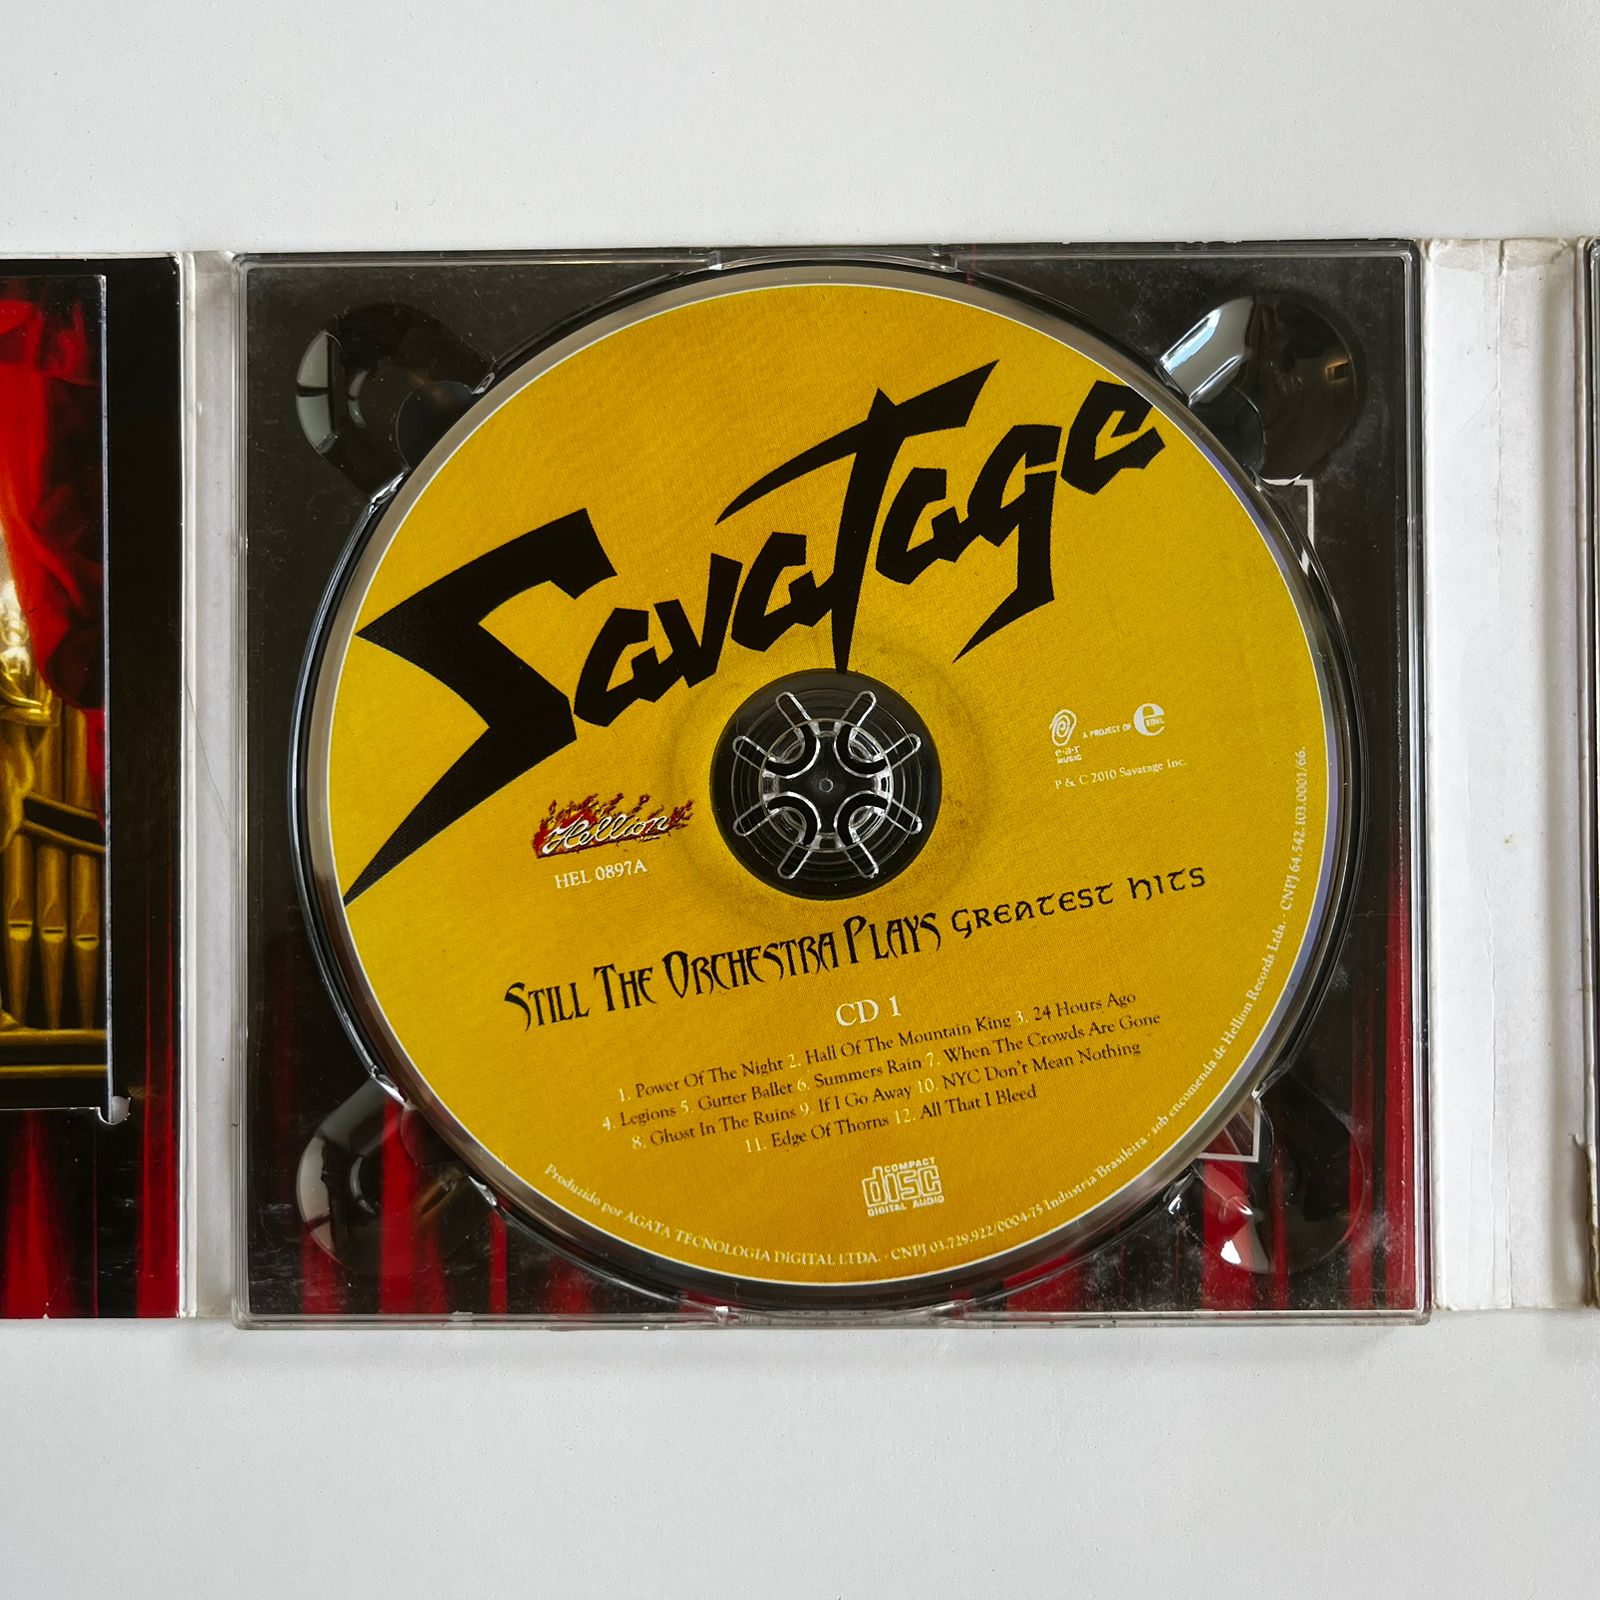 Savatage
e·a·r
MUSIC
A PROJECT OF
e
EDEL
P & C 2010 Savatage Inc.
Hellion
HEL 0897A
STILL THE ORCHESTRA PLAYS GREATEST HITS
CD 1
1. Power Of The Night 2. Hall Of The Mountain King 3. 24 Hours Ago
4. Legions 5. Gutter Ballet 6. Summers Rain 7. When The Crowds Are Gone
8. Ghost In The Ruins 9. If I Go Away 10. NYC Don't Mean Nothing
11. Edge Of Thorns 12. All That I Bleed
COMPACT
disc
DIGITAL AUDIO
Produzido por AGATA TECNOLOGIA DIGITAL LTDA. - CNPJ 03.729.922/0004-75 Industria Brasileira - sob encomenda de Hellion Records Ltda. - CNPJ 64.542.103.0001/66.